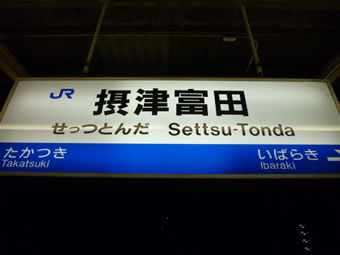 JR 摂津富田
せっつとんだ Settsu-Tonda
たかつき いばらき
Takatsuki Ibaraki